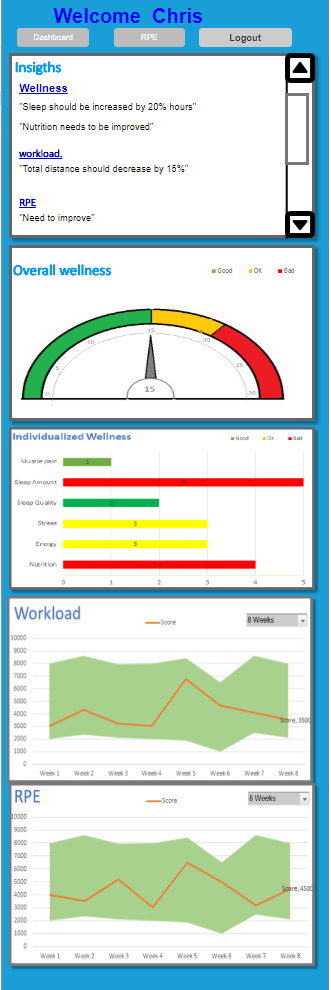 Welcome Chris
Dashboard
RPE
Logout
Insigths
Wellness
"Sleep should be increased by 20% hours"
"Nutrition needs to be improved"
workload.
"Total distance should decrease by 15%"
RPE
"Need to improve"
Overall wellness
Good OK Bad
0 5 10 15 20 25 30
15
Individualized Wellness
Good OK Bad
Muscle pain 1
Sleep Amount 5
Sleep Quality 2
Stress 3
Energy 3
Nutrition
0 1 2 3 4 5
Workload
Score
8 Weeks
10000
9000
8000
7000
6000
5000
4000
3000
2000
1000
0
Score, 3500
Week 1 Week 2 Week 3 Week 4 Week 5 Week 6 Week 7 Week 8
RPE
Score
8 Weeks
10000
9000
8000
7000
6000
5000
4000
3000
2000
1000
0
Score, 4500
Week 1 Week 2 Week 3 Week 4 Week 5 Week 6 Week 7 Week 8